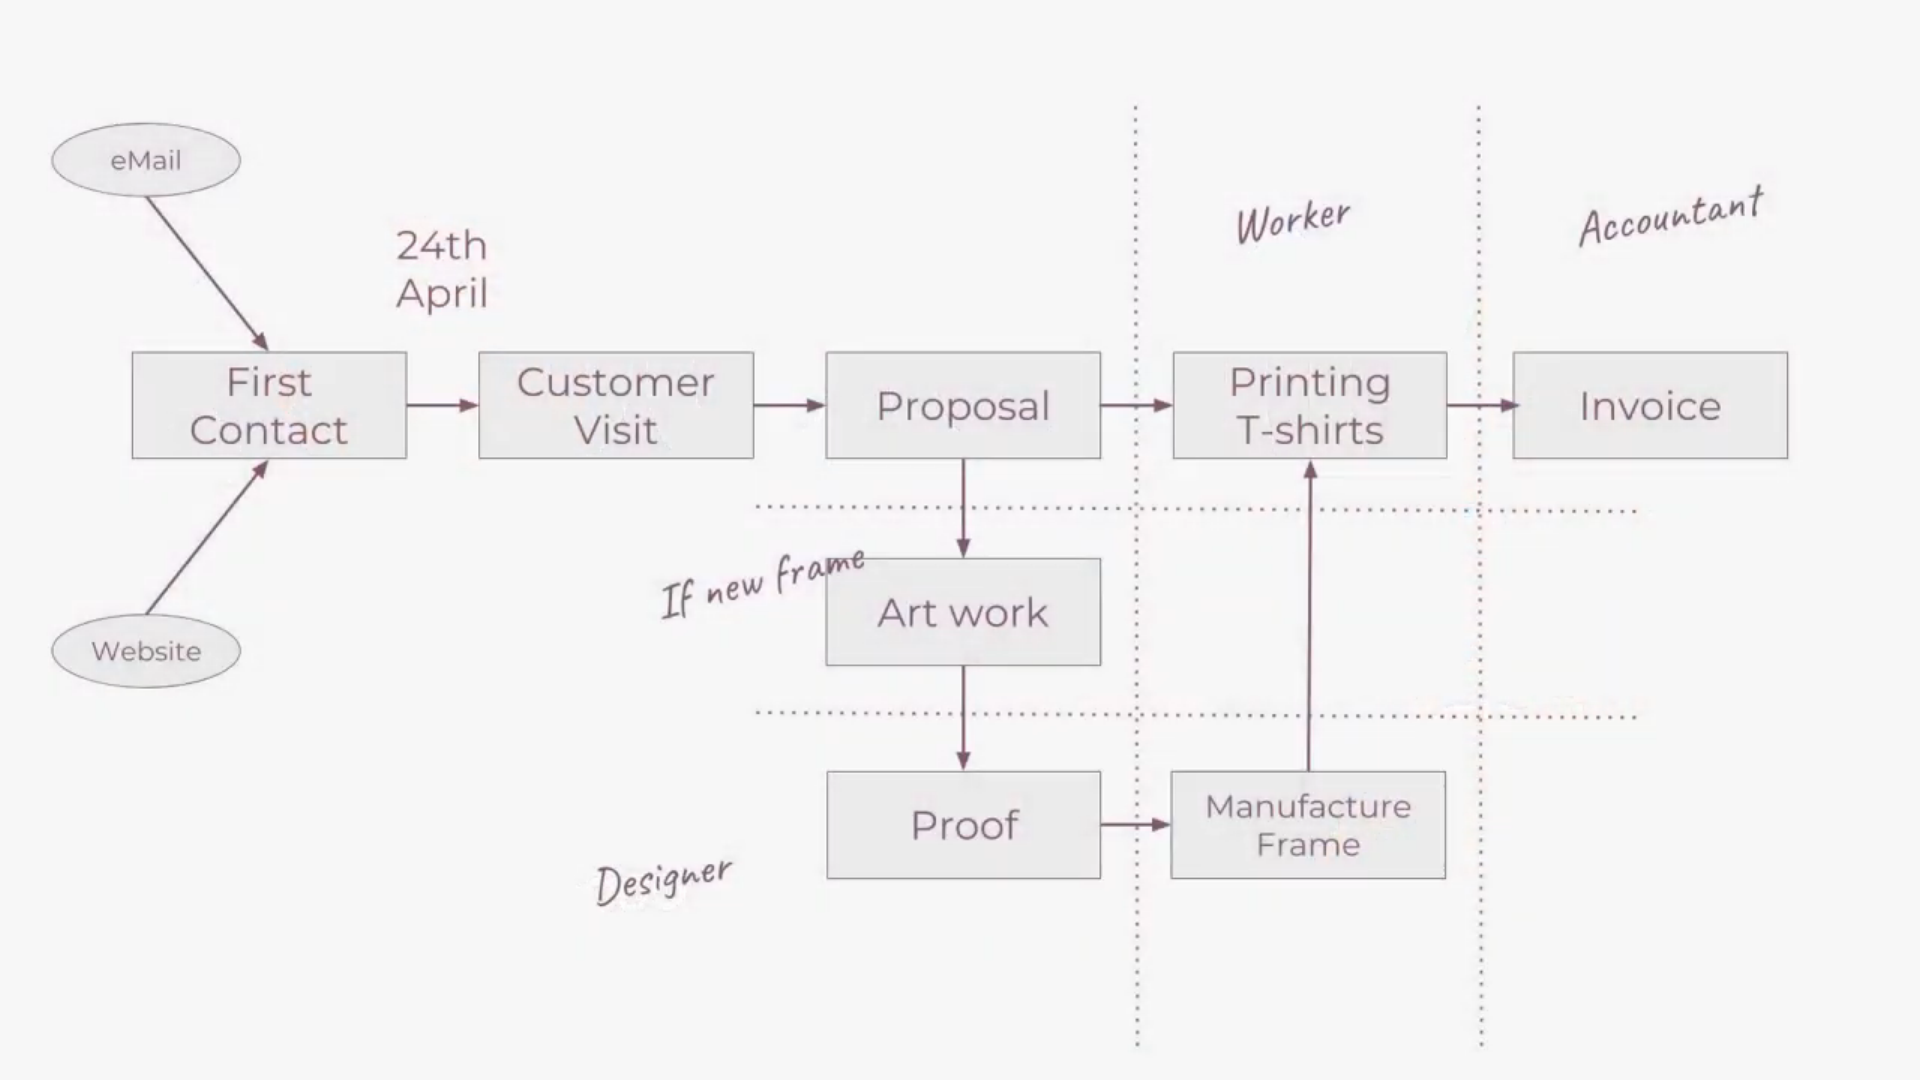 eMail
24th
April
Worker
Accountant
First
Contact
Customer
Visit
Proposal
Printing
T-shirts
Invoice
If new frame
Art work
Website
Proof
Manufacture
Frame
Designer